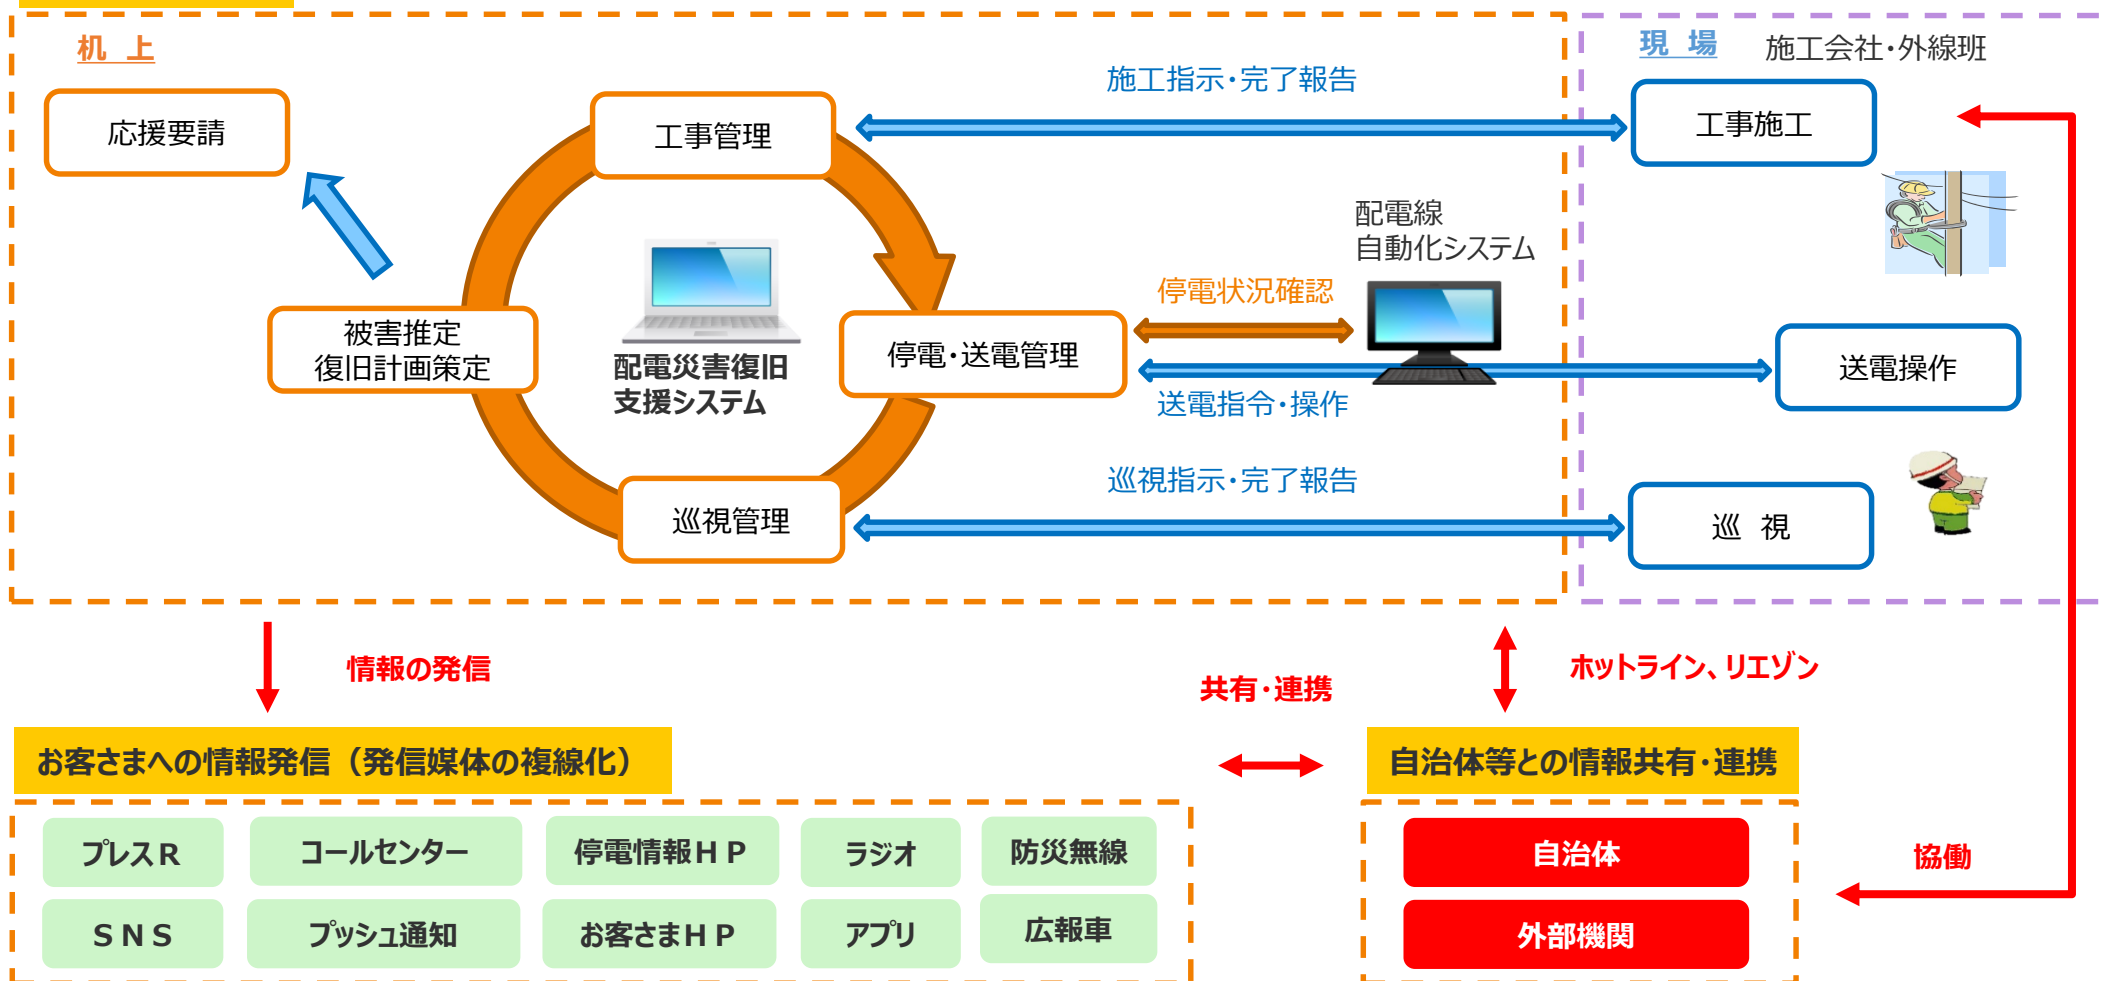 机 上
現 場
施工会社・外線班
施工指示・完了報告
応援要請
工事管理
工事施工
配電線
自動化システム
停電状況確認
被害推定
復旧計画策定
配電災害復旧
支援システム
停電・送電管理
送電操作
送電指令・操作
巡視指示・完了報告
巡視管理
巡 視
情報の発信
共有・連携
ホットライン、リエゾン
お客さまへの情報発信（発信媒体の複線化）
自治体等との情報共有・連携
プレスＲ
コールセンター
停電情報ＨＰ
ラジオ
防災無線
ＳＮＳ
プッシュ通知
お客さまＨＰ
アプリ
広報車
自治体
外部機関
協働